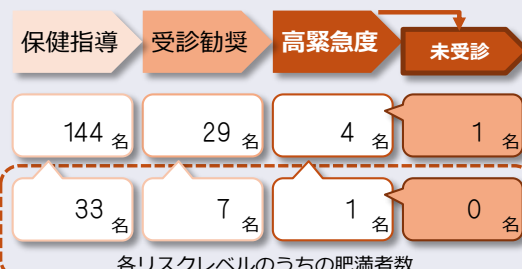 保健指導 受診勧奨 高緊急度 未受診
144 名 29 名 4 名 1 名
33 名 7 名 1 名 0 名
各リスクレベルのうちの肥満者数